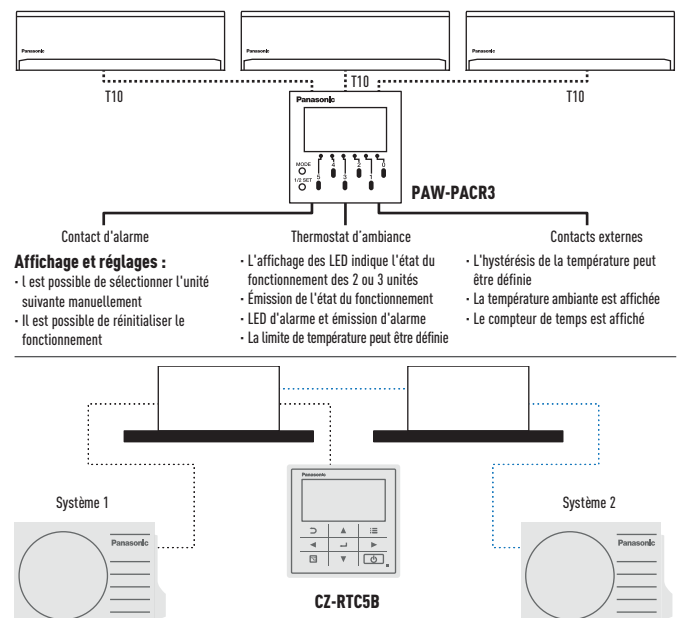 Panasonic
Panasonic
Panasonic
T10
T10
T10
Panasonic
MODE
1/2 SET
4
2
0
5
3
1
PAW-PACR3
Contact d'alarme
Affichage et réglages :
· l est possible de sélectionner l'unité
suivante manuellement
· Il est possible de réinitialiser le
fonctionnement
Thermostat d'ambiance
· L'affichage des LED indique l'état du
fonctionnement des 2 ou 3 unités
· Émission de l'état du fonctionnement
· LED d'alarme et émission d'alarme
· La limite de température peut être définie
Contacts externes
· L'hystérésis de la température peut
être définie
· La température ambiante est affichée
· Le compteur de temps est affiché
Système 1
Panasonic
Panasonic
CZ-RTC5B
Système 2
Panasonic